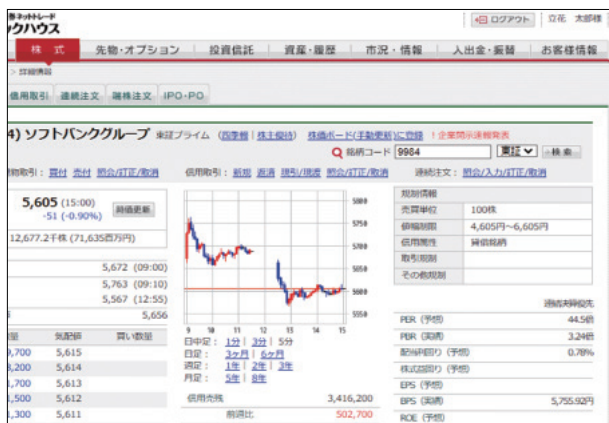 ネットトレード
ックハウス
ログアウト 立花 太郎様
株 式 先物・オプション 投資信託 資産・履歴 市況・情報 入出金・振替 お客様情報
> 詳細情報
信用取引 連続注文 端株注文 IPO・PO
4) ソフトバンクグループ 東証プライム (四季報 | 株主優待) 株価ボード(手動更新)に登録 !企業開示速報発表
銘柄コード 9984 東証 検索
物取引: 買付 売付 照会/訂正/取消 信用取引: 新規 返済 現引/現渡 照会/訂正/取消 連続注文: 照会/入力/訂正/取消
5,605 (15:00)
-51 (-0.90%) 時価更新
12,677.2千株 (71,635百万円)
5,672 (09:00)
5,763 (09:10)
5,567 (12:55)
5,656
数量 気配値 買い数量
9,700 5,615
3,200 5,614
1,700 5,613
1,500 5,612
1,300 5,611
5800
5750
5700
5650
5600
5550
9 10 11 12 13 14 15
日中足: 1分 | 3分 | 5分
日足: 3ヶ月 | 6ヶ月
週足: 1年 | 2年 | 3年
月足: 5年 | 8年
信用売残 3,416,200
前週比 502,700
規制情報
売買単位 100株
値幅制限 4,605円～6,605円
信用属性 貸借銘柄
取引規制
その他規制
連結決算優先
PER (予想) 44.5倍
PBR (実績) 3.24倍
配当利回り (予想) 0.78%
株式益回り (予想)
EPS (予想)
BPS (実績) 5,755.92円
ROE (予想)